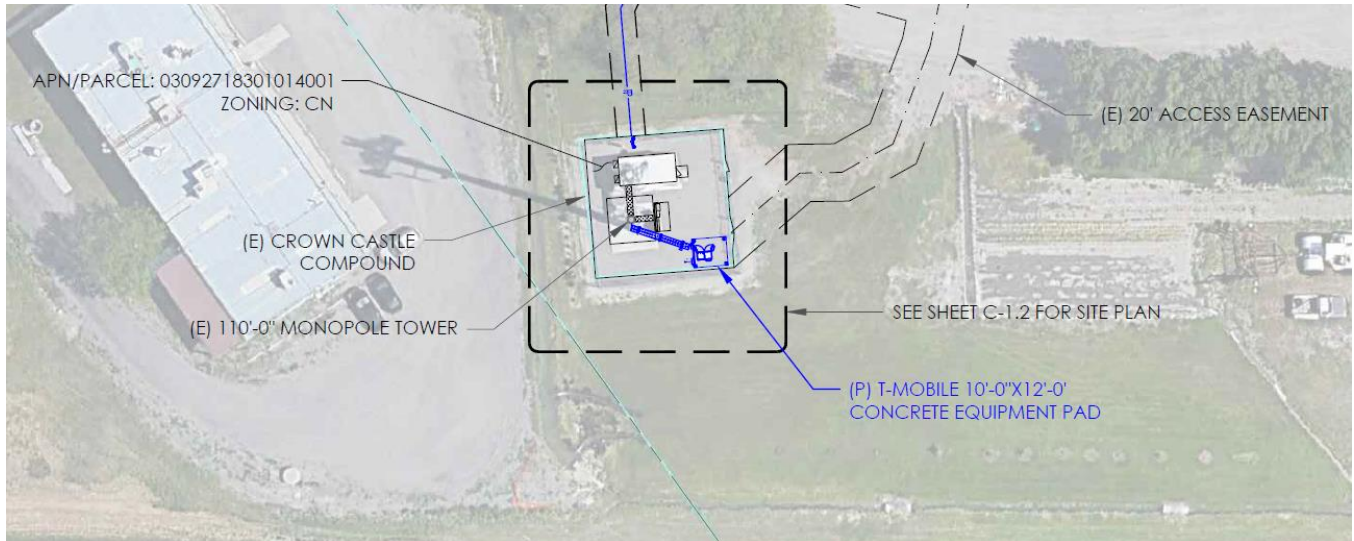 APN/PARCEL: 03092718301014001
ZONING: CN
(E) 20' ACCESS EASEMENT
(E) CROWN CASTLE
COMPOUND
(E) 110'-0" MONOPOLE TOWER
SEE SHEET C-1.2 FOR SITE PLAN
(P) T-MOBILE 10'-0"X12'-0'
CONCRETE EQUIPMENT PAD